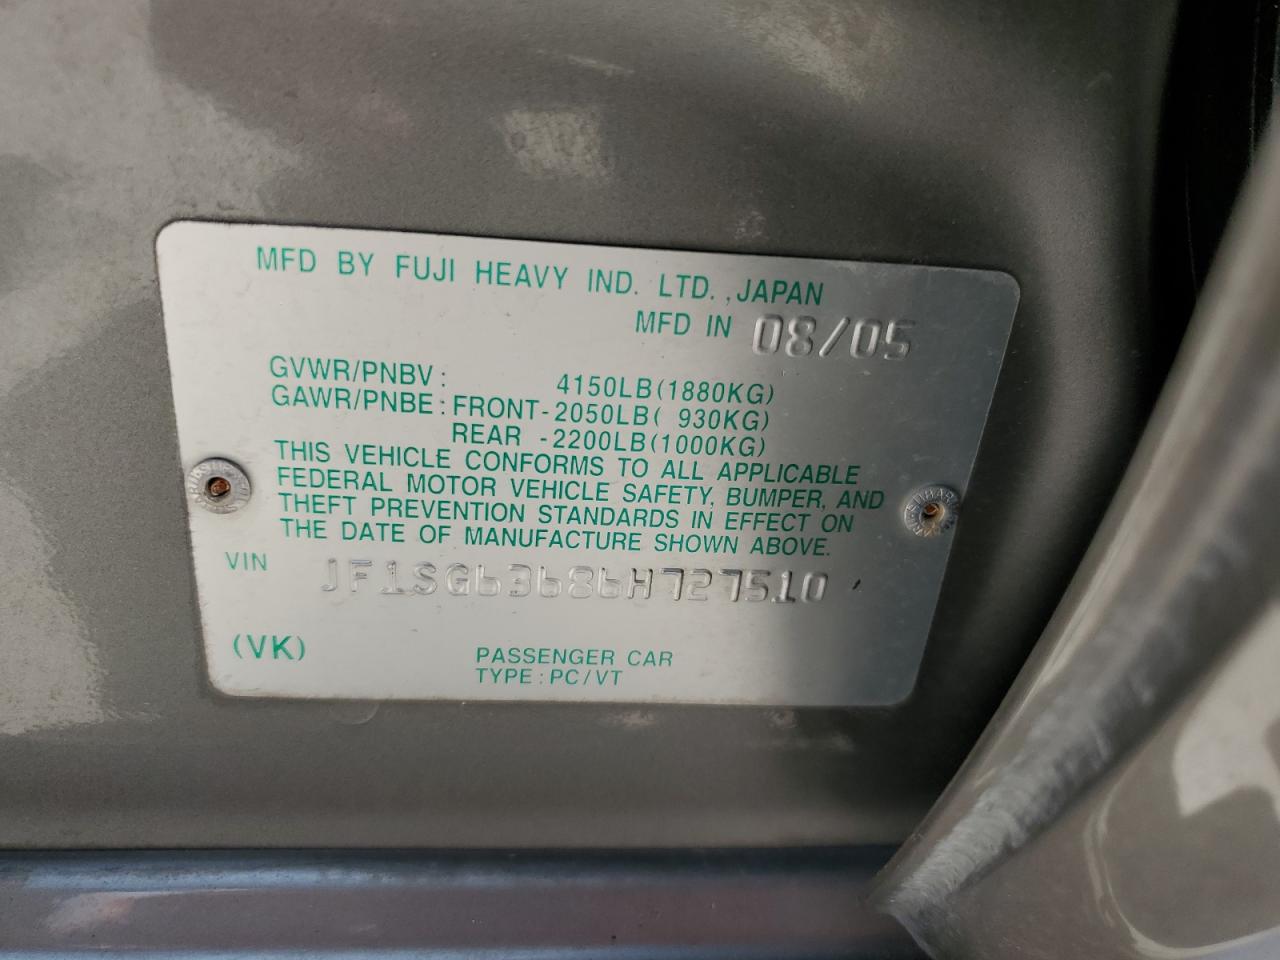 MFD BY FUJI HEAVY IND. LTD., JAPAN
MFD IN 08/05
GVWR/PNBV: 4150LB(1880KG)
GAWR/PNBE: FRONT-2050LB( 930KG)
REAR -2200LB(1000KG)
THIS VEHICLE CONFORMS TO ALL APPLICABLE
FEDERAL MOTOR VEHICLE SAFETY, BUMPER, AND
THEFT PREVENTION STANDARDS IN EFFECT ON
THE DATE OF MANUFACTURE SHOWN ABOVE.
VIN JF1SG63686H727510
(VK)
PASSENGER CAR
TYPE: PC/VT